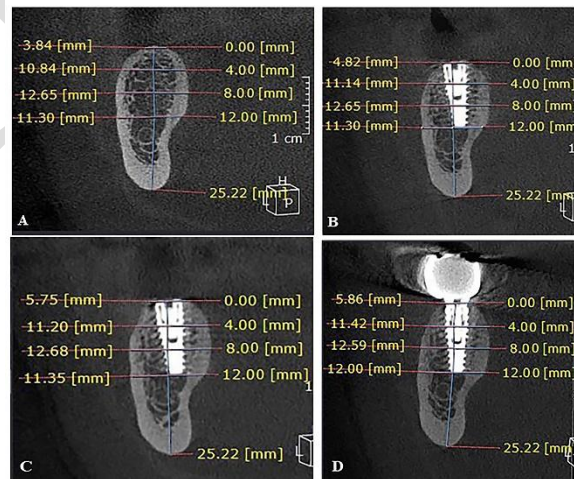 3.84 [mm] 0.00 [mm]
10.84 [mm] 4.00 [mm]
12.65 [mm] 8.00 [mm]
11.30 [mm] 12.00 [mm]
1 cm
25.22 [mm]
H
L P
A
4.82 [mm] 0.00 [mm]
11.14 [mm] 4.00 [mm]
12.65 [mm] 8.00 [mm]
11.30 [mm] 12.00 [mm]
1
25.22 [mm]
L
B
5.75 [mm] 0.00 [mm]
11.20 [mm] 4.00 [mm]
12.68 [mm] 8.00 [mm]
11.35 [mm] 12.00 [mm]
1
25.22 [mm]
L
C
5.86 [mm] 0.00 [mm]
11.42 [mm] 4.00 [mm]
12.59 [mm] 8.00 [mm]
12.00 [mm] 12.00 [mm]
25.22 [mm]
L
D